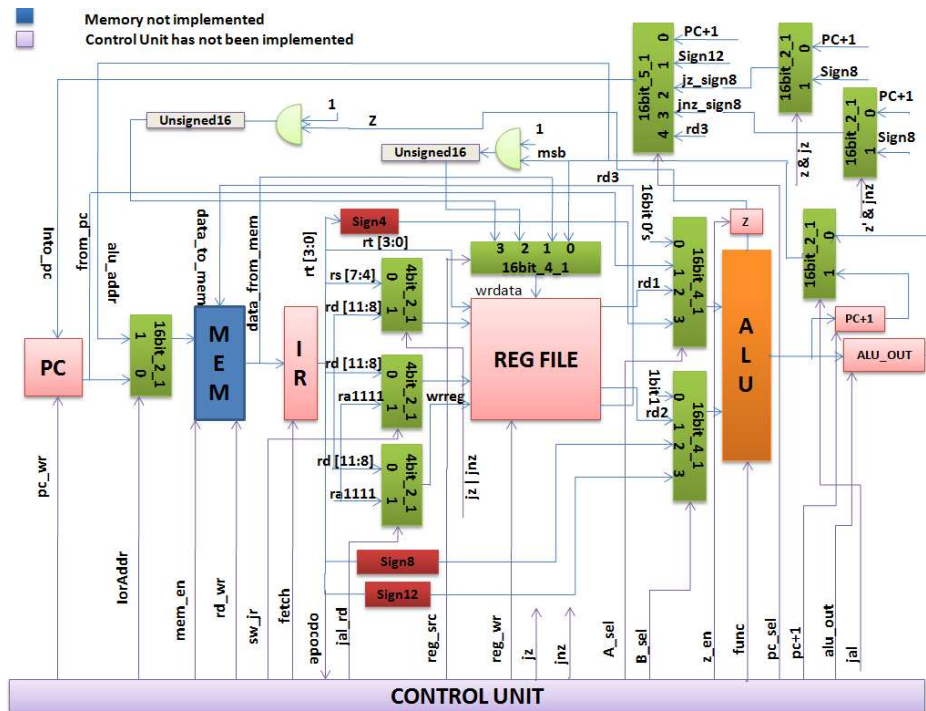 Memory not implemented
Control Unit has not been implemented
16bit_5_1
0
1
2
3
4
PC+1
Sign12
jz_sign8
jnz_sign8
rd3
16bit_2_1
0
1
PC+1
Sign8
16bit_2_1
0
1
PC+1
Sign8
z & jz
z' & jnz
Unsigned16
1
Z
Unsigned16
1
msb
rd3
Into_pc
from_pc
alu_addr
data_to_mem
data_from_mem
rt [3:0]
Sign4
rt [3:0]
3 2 1 0
16bit_4_1
wrdata
16bit 0's
0
1
2
3
16bit_4_1
Z
16bit_2_1
0
1
PC
16bit_2_1
1
0
MEM
IR
rs [7:4]
rd [11:8]
4bit_2_1
0
1
rd [11:8]
ra1111
4bit_2_1
0
1
rd [11:8]
ra1111
4bit_2_1
0
1
wrreg
REG FILE
rd1
rd2
1bit1
0
1
2
3
16bit_4_1
ALU
PC+1
ALU_OUT
jz | jnz
Sign8
Sign12
pc_wr
IorAddr
mem_en
rd_wr
sw_jr
fetch
opcode
jal_rd
reg_src
reg_wr
jz
jnz
A_sel
B_sel
z_en
func
pc_sel
pc+1
alu_out
jal
CONTROL UNIT